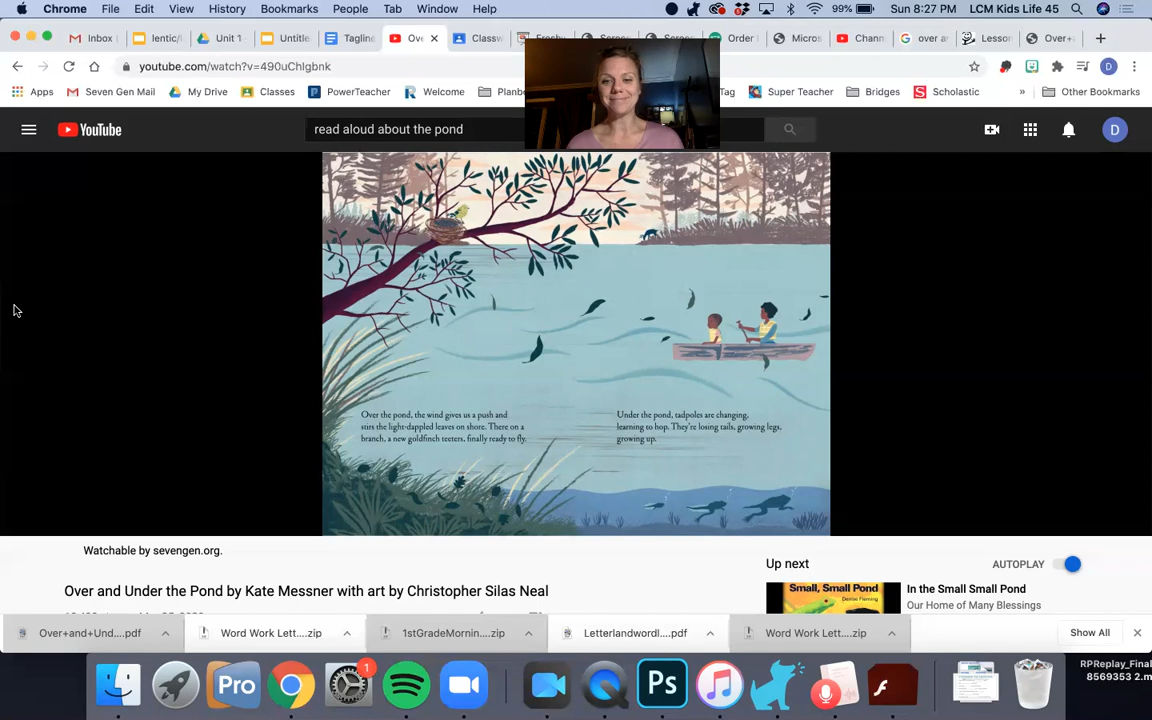 Chrome File Edit View History Bookmarks People Tab Window Help 99% Sun 8:27 PM LCM Kids Life 45
Inbox lentic/l Unit 1 Untitle Tagline Ove Classw Order Micros Chann over a Lesson Over+
youtube.com/watch?v=490uChIgbnk
Apps Seven Gen Mail My Drive Classes PowerTeacher Welcome Planbo Tag Super Teacher Bridges Scholastic » Other Bookmarks
YouTube read aloud about the pond
Over the pond, the wind gives us a push and
stirs the light-dappled leaves on shore. There on a
branch, a new goldfinch teeters, finally ready to fly.
Under the pond, tadpoles are changing,
learning to hop. They're losing tails, growing legs,
growing up.
Watchable by sevengen.org.
Over and Under the Pond by Kate Messner with art by Christopher Silas Neal
Up next AUTOPLAY
Small, Small Pond
Denise Fleming
In the Small Small Pond
Our Home of Many Blessings
Over+and+Und....pdf Word Work Lett....zip 1stGradeMornin....zip Letterlandwordl....pdf Word Work Lett....zip Show All
Pro 1 Ps
RPReplay_Final
8569353 2.m